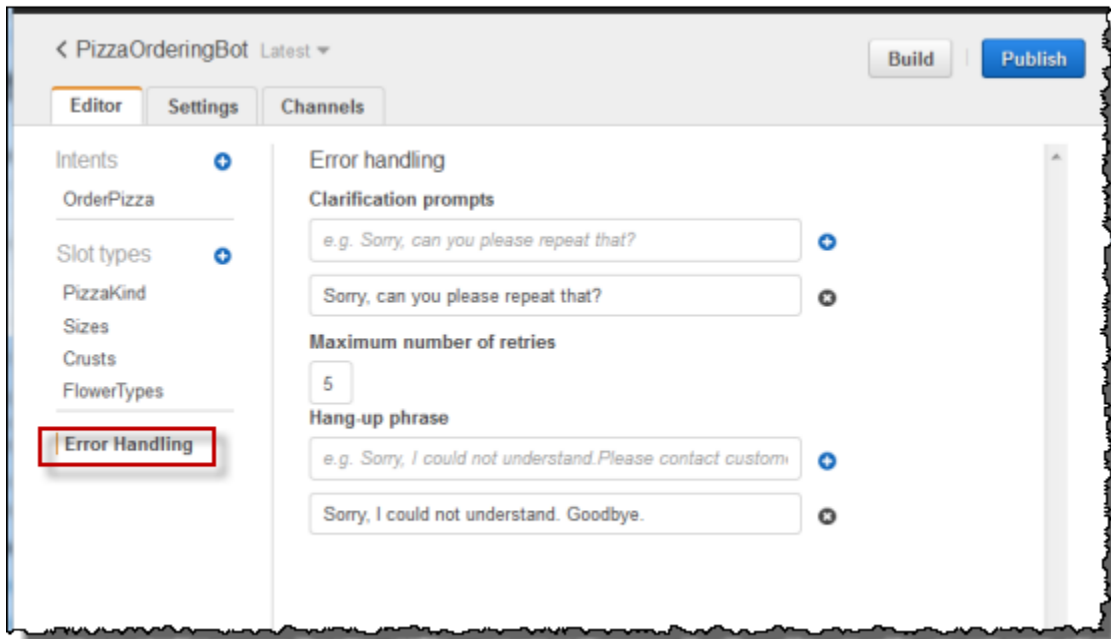 < PizzaOrderingBot Latest
Build
Publish
Editor Settings Channels
Intents
OrderPizza
Slot types
PizzaKind
Sizes
Crusts
FlowerTypes
Error Handling
Error handling
Clarification prompts
e.g. Sorry, can you please repeat that?
Sorry, can you please repeat that?
Maximum number of retries
5
Hang-up phrase
e.g. Sorry, I could not understand.Please contact custom
Sorry, I could not understand. Goodbye.